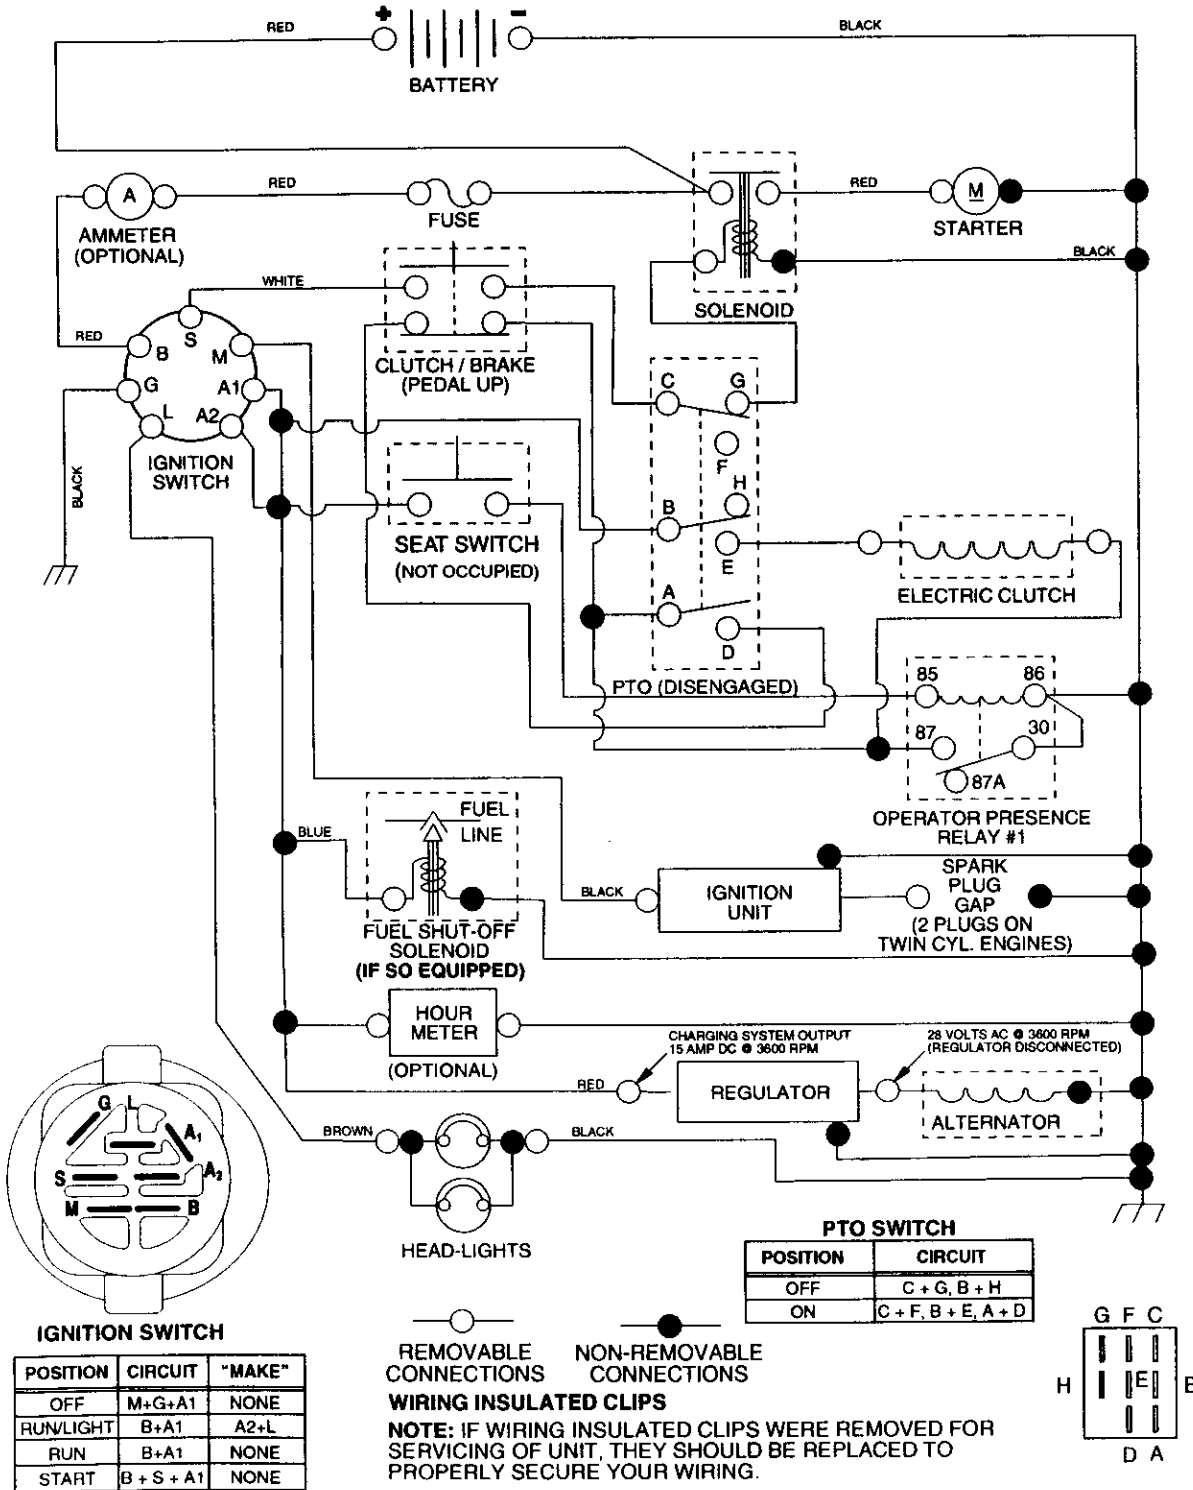 +
-
RED
BLACK
BATTERY
A
RED
FUSE
RED
M
STARTER
AMMETER
(OPTIONAL)
BLACK
SOLENOID
WHITE
RED
S
B
M
G
A1
L
A2
CLUTCH / BRAKE
(PEDAL UP)
IGNITION
SWITCH
BLACK
C
G
F
H
B
E
A
D
SEAT SWITCH
(NOT OCCUPIED)
ELECTRIC CLUTCH
PTO (DISENGAGED)
85
86
87
30
87A
OPERATOR PRESENCE
RELAY #1
FUEL
LINE
BLUE
FUEL SHUT-OFF
SOLENOID
(IF SO EQUIPPED)
BLACK
IGNITION
UNIT
SPARK
PLUG
GAP
(2 PLUGS ON
TWIN CYL. ENGINES)
HOUR
METER
(OPTIONAL)
CHARGING SYSTEM OUTPUT
15 AMP DC @ 3600 RPM
28 VOLTS AC @ 3600 RPM
(REGULATOR DISCONNECTED)
RED
REGULATOR
ALTERNATOR
BROWN
BLACK
HEAD-LIGHTS
G L
A1
S
A2
M
B
IGNITION SWITCH
POSITION CIRCUIT "MAKE"
OFF M+G+A1 NONE
RUN/LIGHT B+A1 A2+L
RUN B+A1 NONE
START B + S + A1 NONE
PTO SWITCH
POSITION CIRCUIT
OFF C + G, B + H
ON C + F, B + E, A + D
REMOVABLE
CONNECTIONS
NON-REMOVABLE
CONNECTIONS
WIRING INSULATED CLIPS
NOTE: IF WIRING INSULATED CLIPS WERE REMOVED FOR
SERVICING OF UNIT, THEY SHOULD BE REPLACED TO
PROPERLY SECURE YOUR WIRING.
G F C
H E B
D A